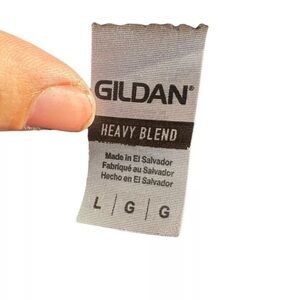 GILDAN®
HEAVY BLEND
Made in El Salvador
Fabriqué au Salvador
Hecho en El Salvador
L | G | G